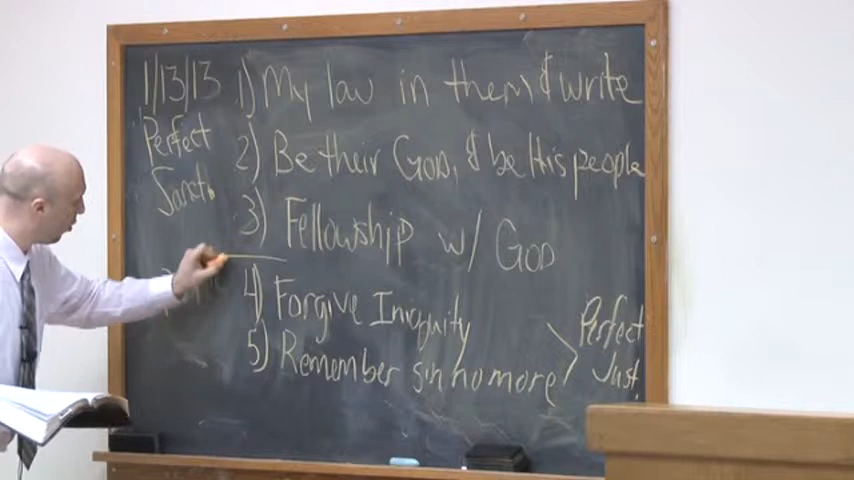 1/13/13
Perfect
Sanct.
1) My law in them & write
2) Be their God, & be His people
3) Fellowship w/ God
4) Forgive Iniquity
5) Remember sin no more
Perfect
Just.